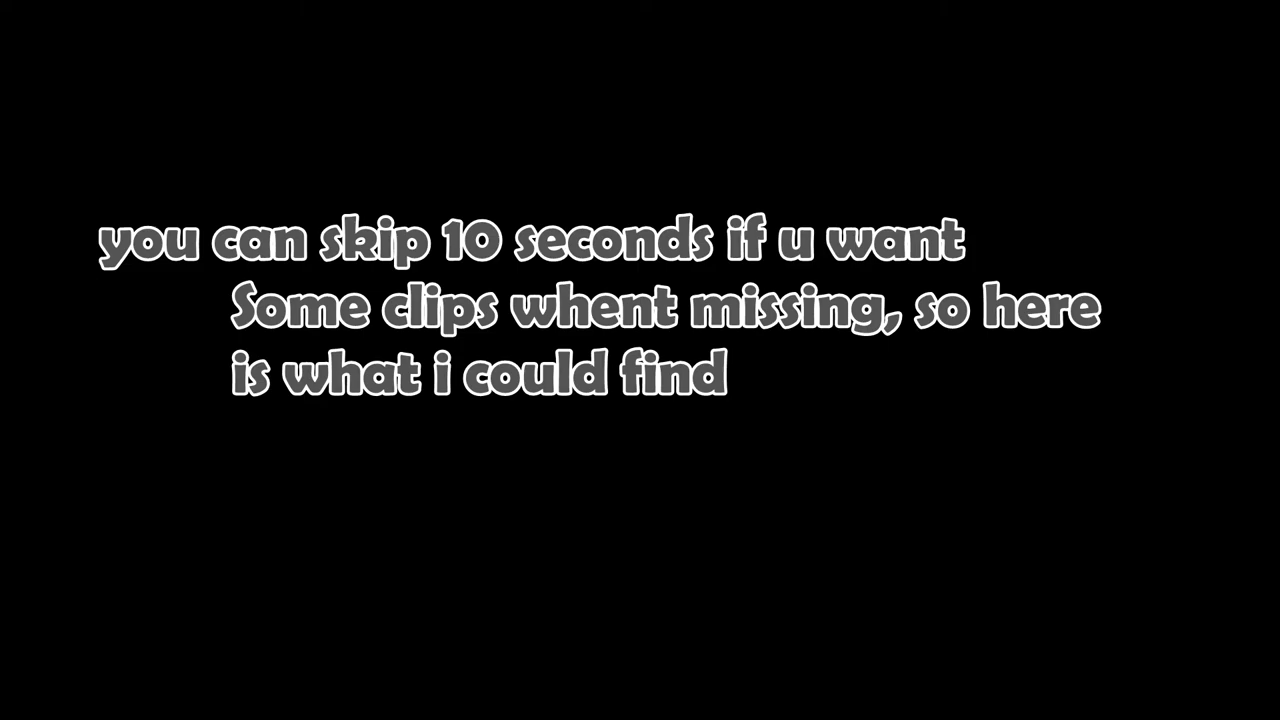 you can skip 10 seconds if u want
Some clips whent missing, so here
is what i could find